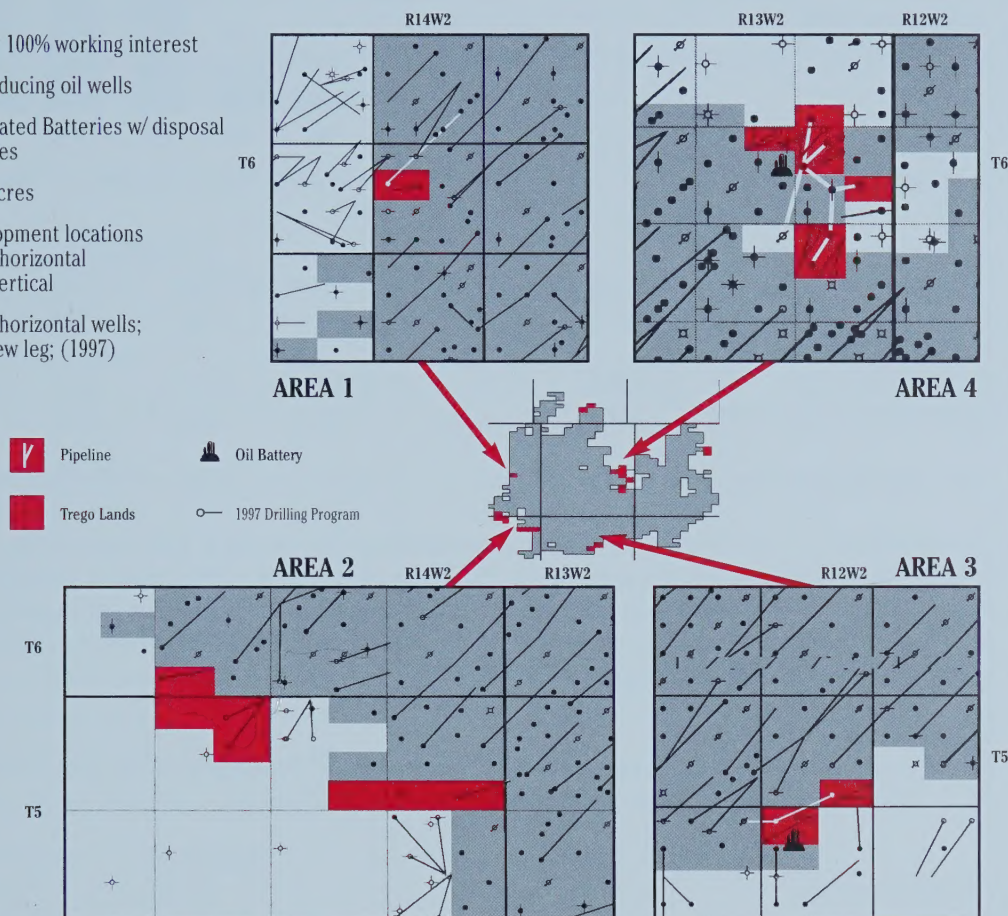 100% working interest
ducing oil wells
ated Batteries w/ disposal
es
cres
opment locations
horizontal
ertical
horizontal wells;
ew leg; (1997)
R14W2
T6
AREA 1
R13W2 R12W2
T6
AREA 4
Pipeline
Oil Battery
Trego Lands
1997 Drilling Program
AREA 2
R14W2 R13W2
T6
T5
R12W2
AREA 3
T5